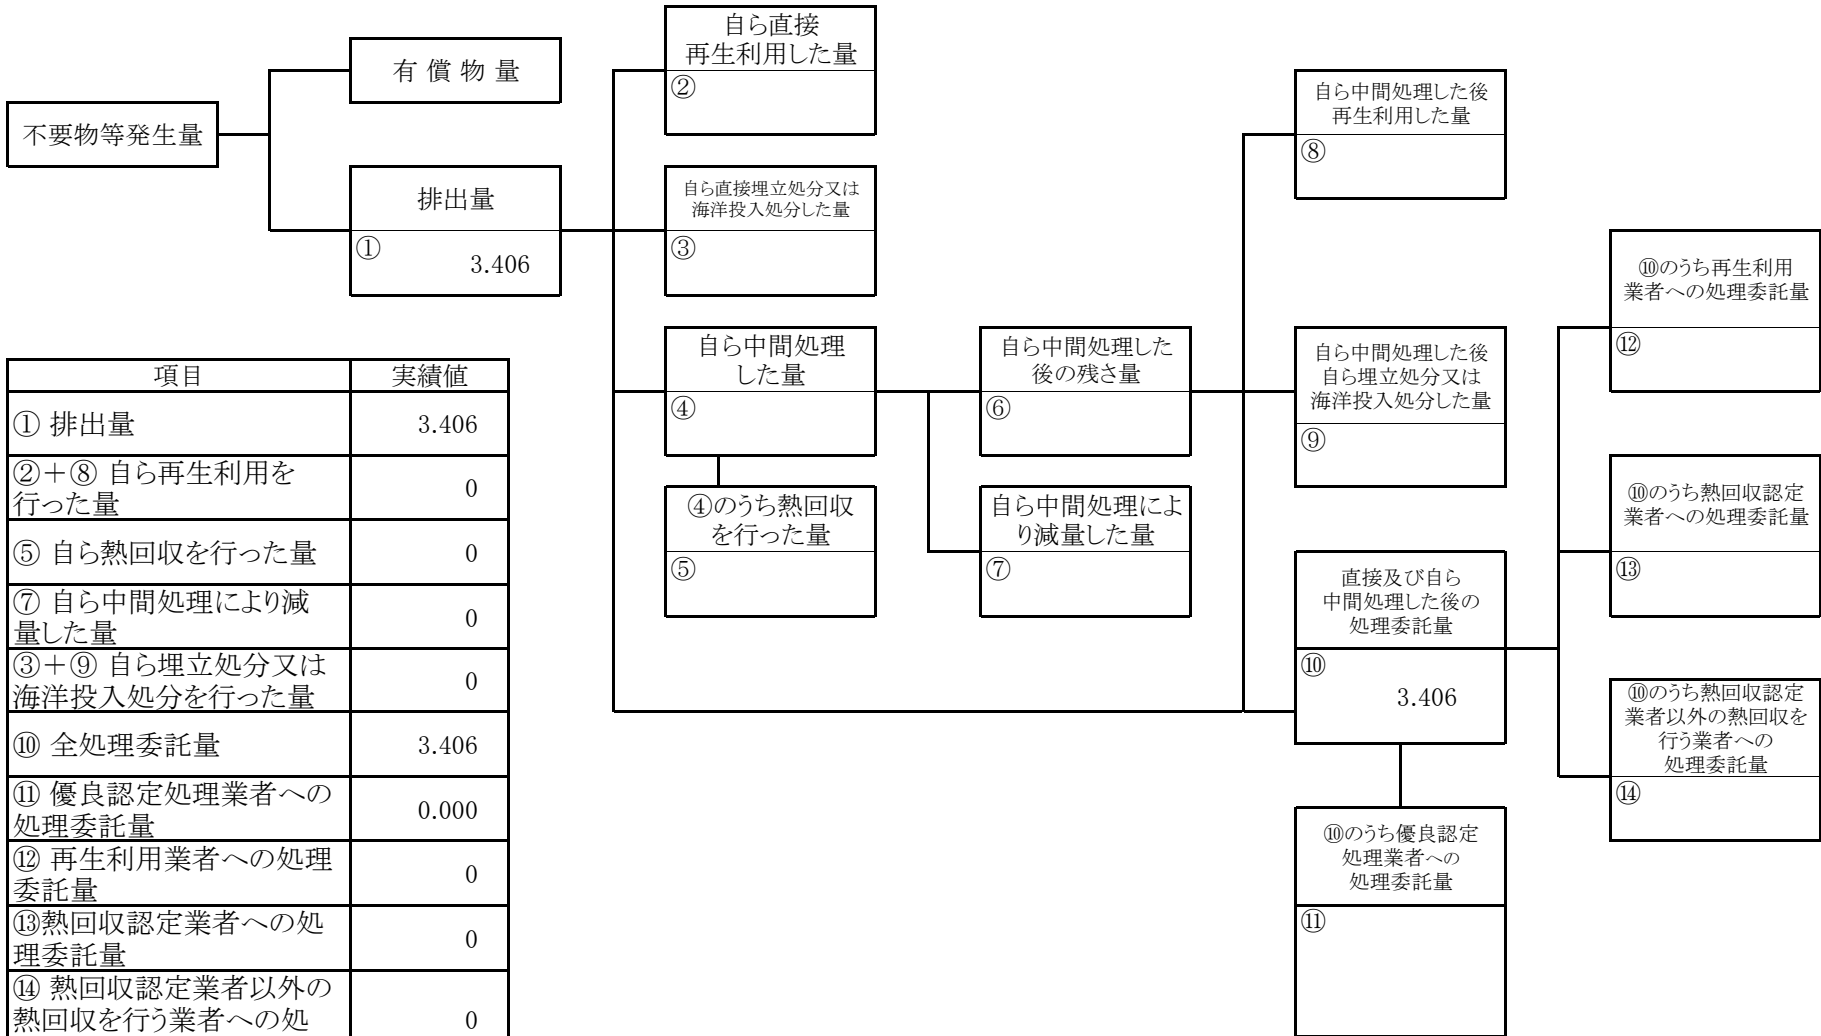 不要物等発生量
有 償 物 量
排出量
①
3.406
自ら直接
再生利用した量
②
自ら直接埋立処分又は
海洋投入処分した量
③
自ら中間処理
した量
④
④のうち熱回収
を行った量
⑤
自ら中間処理した
後の残さ量
⑥
自ら中間処理によ
り減量した量
⑦
自ら中間処理した後
再生利用した量
⑧
自ら中間処理した後
自ら埋立処分又は
海洋投入処分した量
⑨
直接及び自ら
中間処理した後の
処理委託量
⑩
3.406
⑩のうち優良認定
処理業者への
処理委託量
⑪
⑩のうち再生利用
業者への処理委託量
⑫
⑩のうち熱回収認定
業者への処理委託量
⑬
⑩のうち熱回収認定
業者以外の熱回収を
行う業者への
処理委託量
⑭
項目 実績値
① 排出量 3.406
②+⑧ 自ら再生利用を
行った量 0
⑤ 自ら熱回収を行った量 0
⑦ 自ら中間処理により減
量した量 0
③+⑨ 自ら埋立処分又は
海洋投入処分を行った量 0
⑩ 全処理委託量 3.406
⑪ 優良認定処理業者への
処理委託量 0.000
⑫ 再生利用業者への処理
委託量 0
⑬熱回収認定業者への処
理委託量 0
⑭ 熱回収認定業者以外の
熱回収を行う業者への処 0